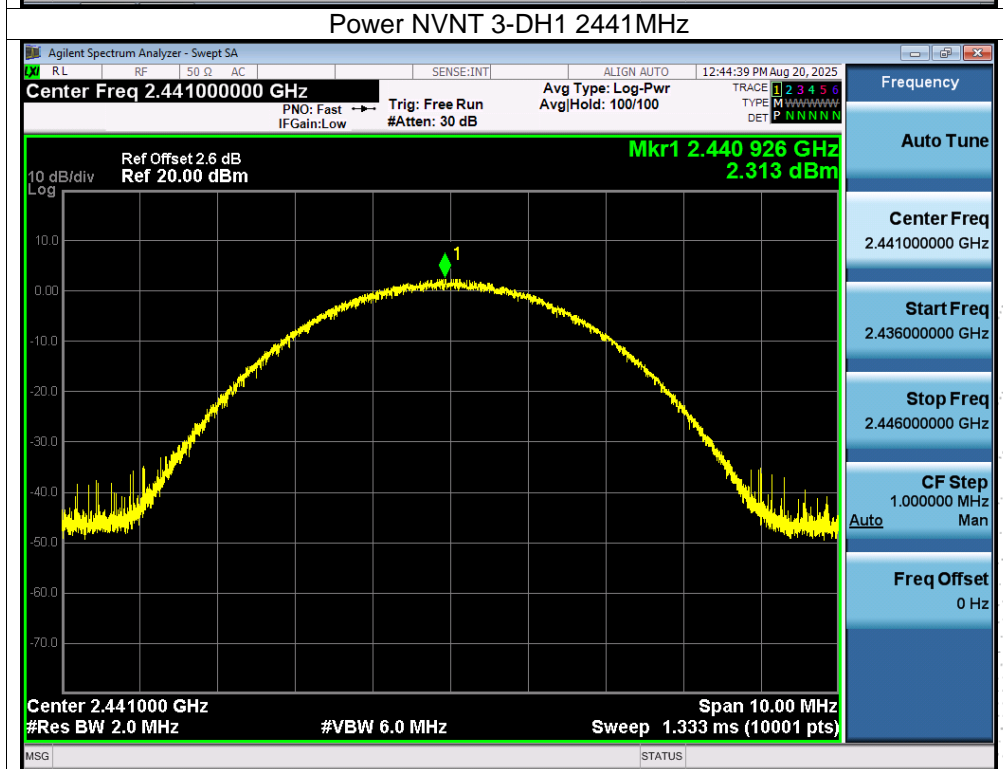 Power NVNT 3-DH1 2441MHz
Agilent Spectrum Analyzer - Swept SA
LXI RL RF 50 Ω AC SENSE:INT ALIGN AUTO 12:44:39 PM Aug 20, 2025
Center Freq 2.441000000 GHz
PNO: Fast
IFGain:Low
Trig: Free Run
#Atten: 30 dB
Avg Type: Log-Pwr
Avg|Hold: 100/100
TRACE 1 2 3 4 5 6
TYPE M WWWWW
DET P N N N N N
Mkr1 2.440 926 GHz
2.313 dBm
Ref Offset 2.6 dB
10 dB/div Ref 20.00 dBm
Log
10.0
0.00
-10.0
-20.0
-30.0
-40.0
-50.0
-60.0
-70.0
1
Center 2.441000 GHz Span 10.00 MHz
#Res BW 2.0 MHz #VBW 6.0 MHz Sweep 1.333 ms (10001 pts)
MSG STATUS
Frequency
Auto Tune
Center Freq
2.441000000 GHz
Start Freq
2.436000000 GHz
Stop Freq
2.446000000 GHz
CF Step
1.000000 MHz
Auto Man
Freq Offset
0 Hz